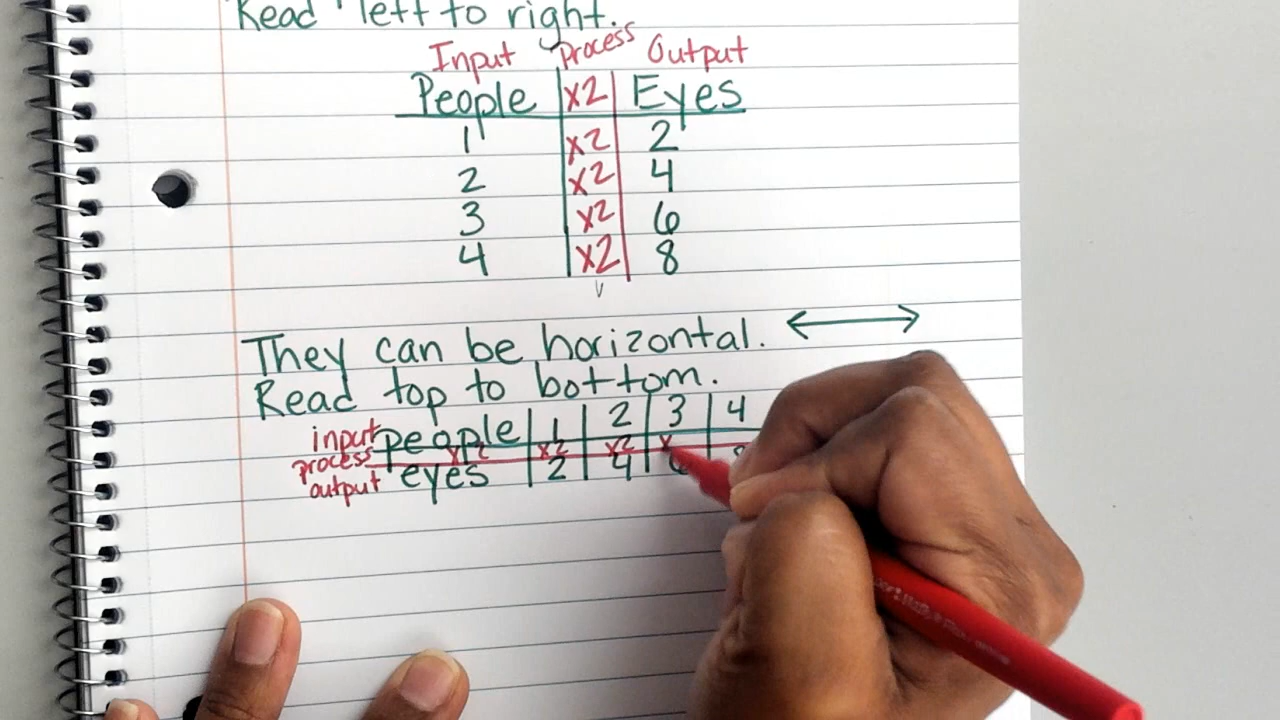 Read left to right.
Input Process Output
People x2 Eyes
1 x2 2
2 x2 4
3 x2 6
4 x2 8
They can be horizontal.
Read top to bottom.
input people 1 2 3 4
process x2 x2 x2 x
output eyes 2 4